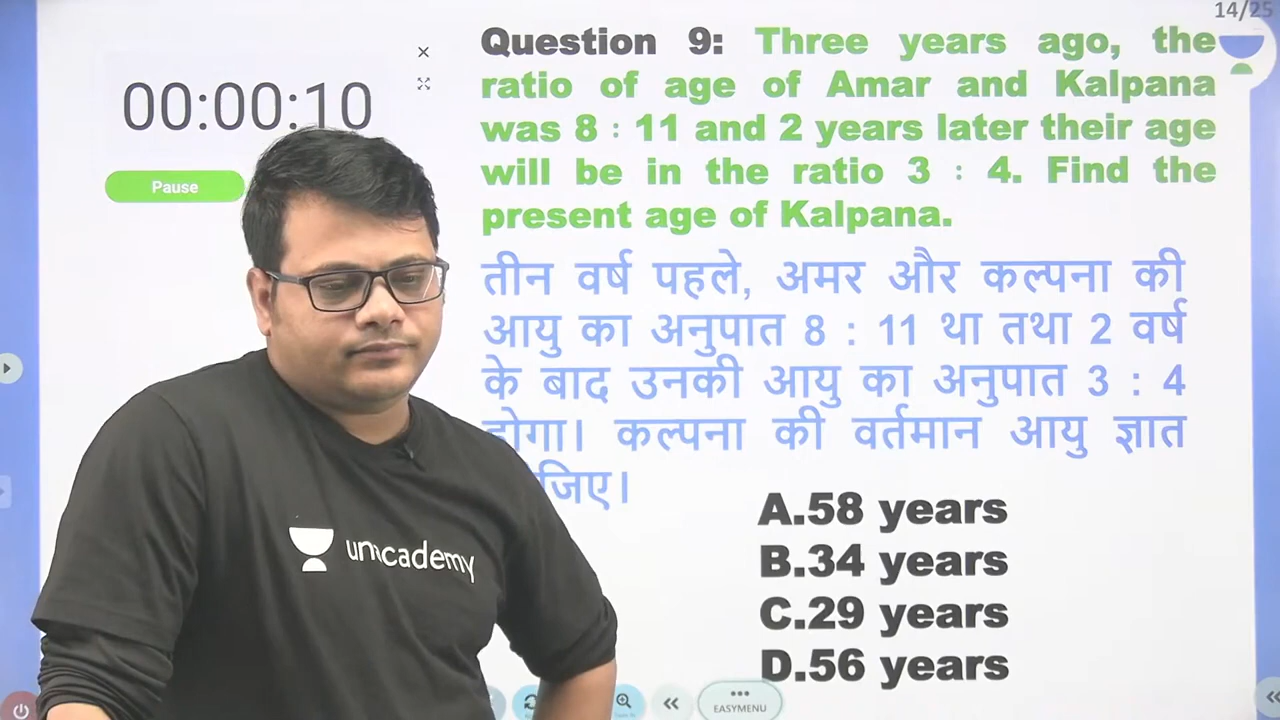 14/25
00:00:10
Pause
Question 9: Three years ago, the
ratio of age of Amar and Kalpana
was 8 : 11 and 2 years later their age
will be in the ratio 3 : 4. Find the
present age of Kalpana.
तीन वर्ष पहले, अमर और कल्पना की
आयु का अनुपात 8 : 11 था तथा 2 वर्ष
के बाद उनकी आयु का अनुपात 3 : 4
होगा। कल्पना की वर्तमान आयु ज्ञात
जिए।
A.58 years
B.34 years
C.29 years
D.56 years
unacademy
EASYMENU